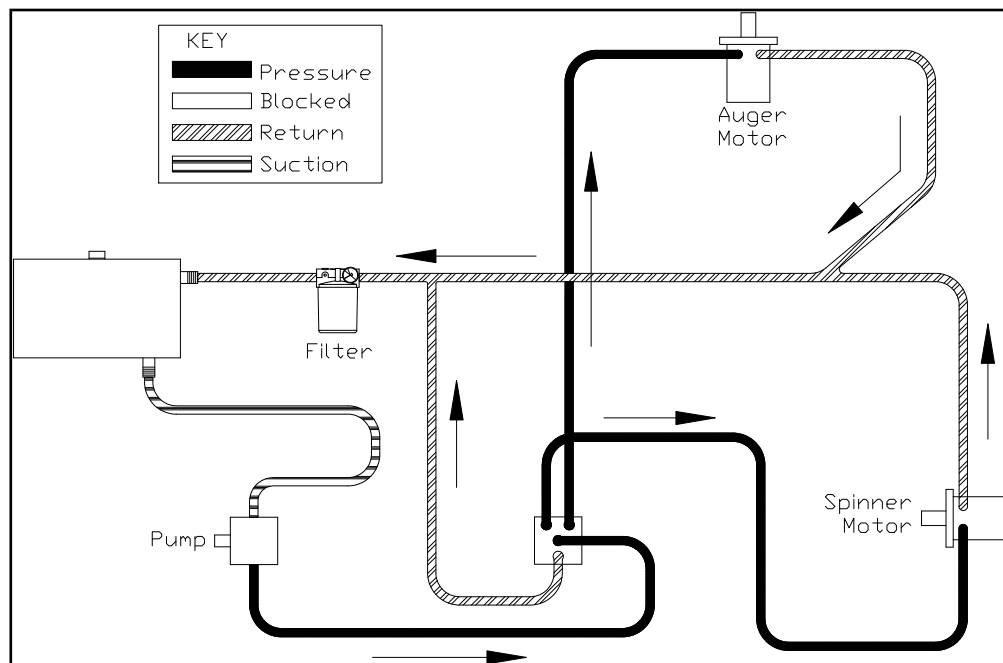 KEY
Pressure
Blocked
Return
Suction
Auger
Motor
Filter
Spinner
Motor
Pump